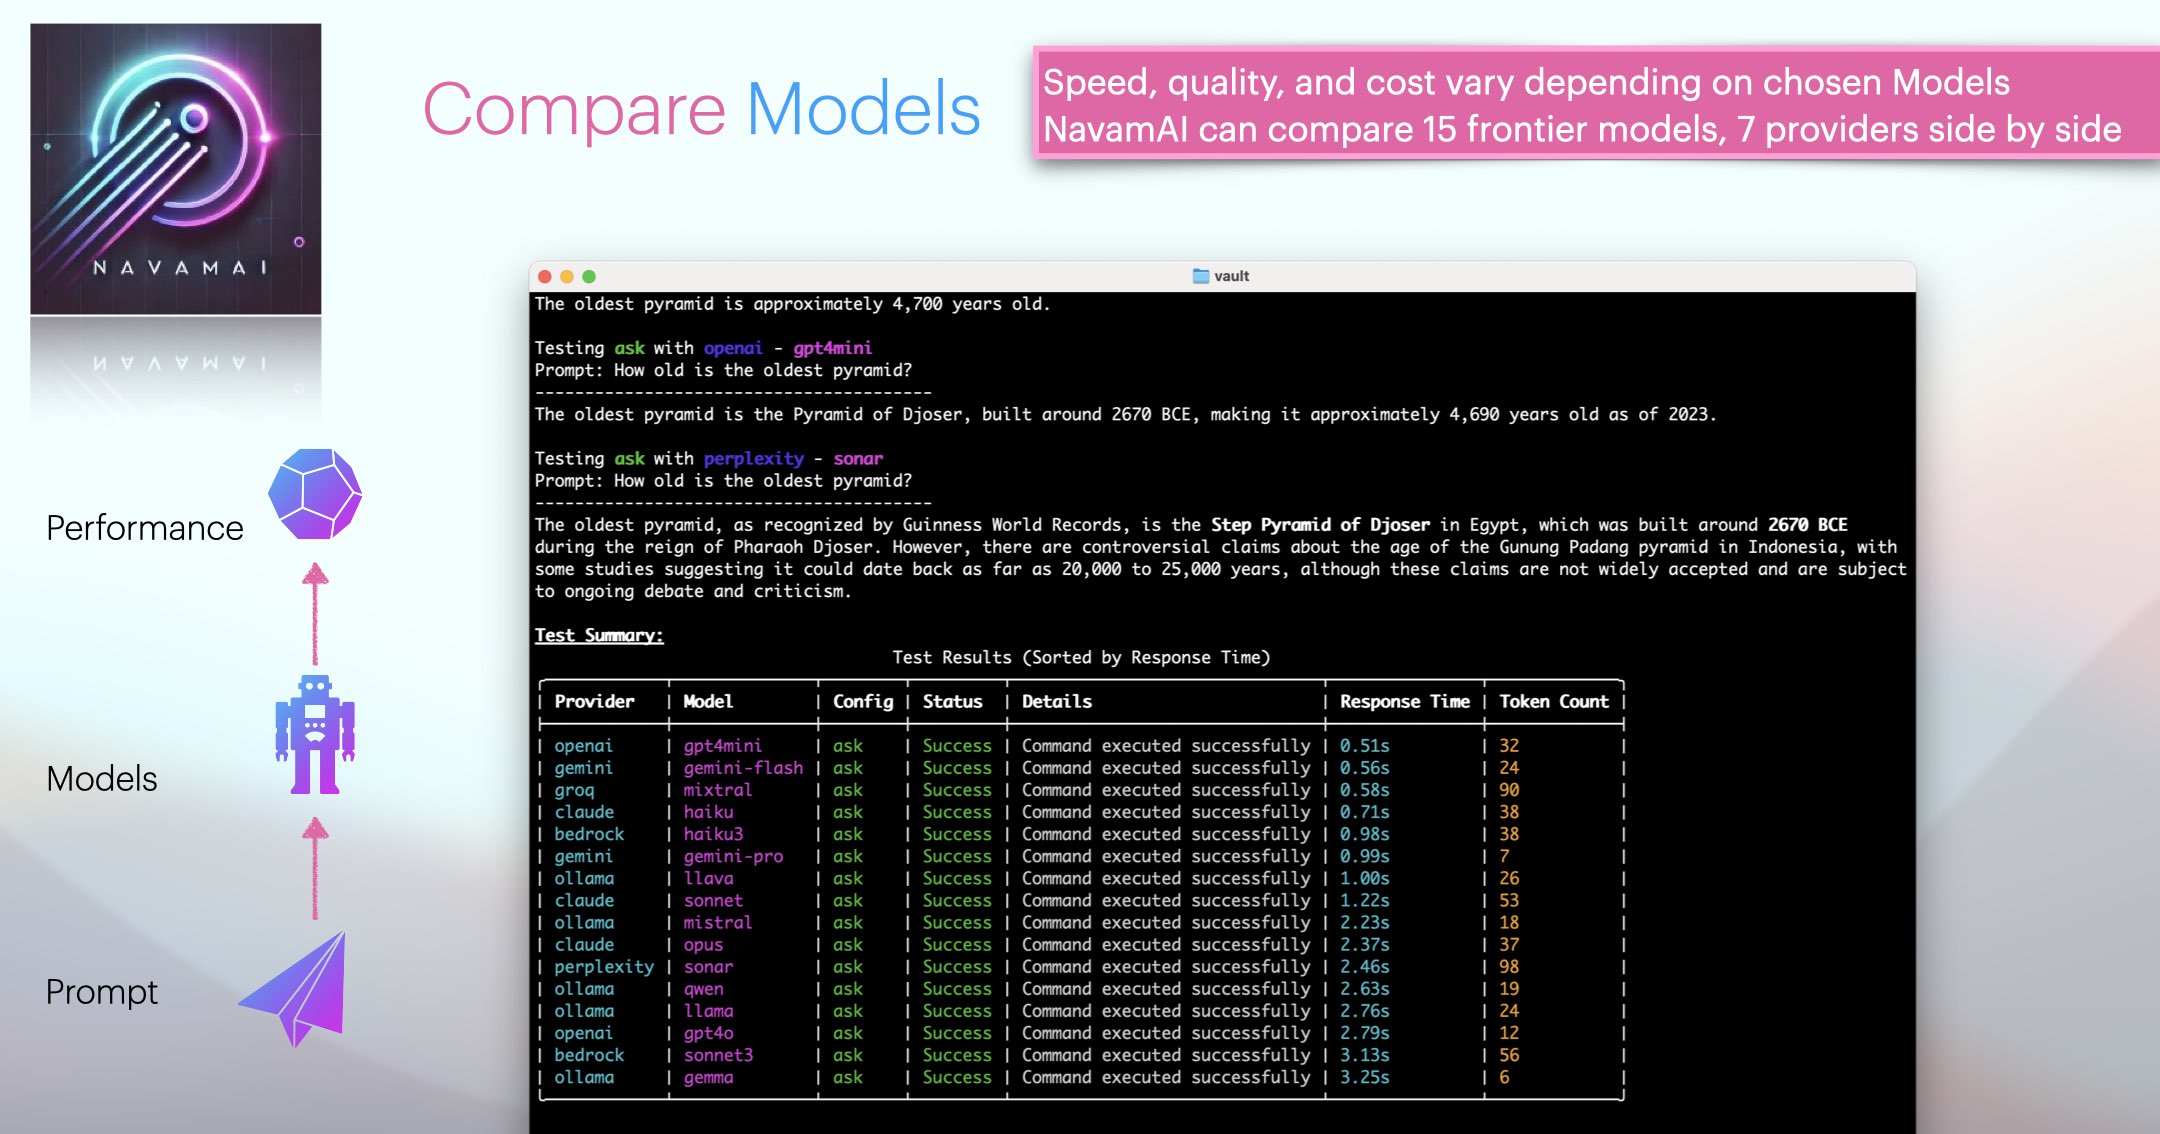 NAVAMAI
Compare Models
Speed, quality, and cost vary depending on chosen Models
NavamAI can compare 15 frontier models, 7 providers side by side
Performance
Models
Prompt
vault
The oldest pyramid is approximately 4,700 years old.
Testing ask with openai - gpt4mini
Prompt: How old is the oldest pyramid?
----------------------------------------
The oldest pyramid is the Pyramid of Djoser, built around 2670 BCE, making it approximately 4,690 years old as of 2023.
Testing ask with perplexity - sonar
Prompt: How old is the oldest pyramid?
----------------------------------------
The oldest pyramid, as recognized by Guinness World Records, is the Step Pyramid of Djoser in Egypt, which was built around 2670 BCE
during the reign of Pharaoh Djoser. However, there are controversial claims about the age of the Gunung Padang pyramid in Indonesia, with
some studies suggesting it could date back as far as 20,000 to 25,000 years, although these claims are not widely accepted and are subject
to ongoing debate and criticism.
Test Summary:
Test Results (Sorted by Response Time)
| Provider | Model | Config | Status | Details | Response Time | Token Count |
| openai | gpt4mini | ask | Success | Command executed successfully | 0.51s | 32 |
| gemini | gemini-flash | ask | Success | Command executed successfully | 0.56s | 24 |
| groq | mixtral | ask | Success | Command executed successfully | 0.58s | 90 |
| claude | haiku | ask | Success | Command executed successfully | 0.71s | 38 |
| bedrock | haiku3 | ask | Success | Command executed successfully | 0.98s | 38 |
| gemini | gemini-pro | ask | Success | Command executed successfully | 0.99s | 7 |
| ollama | llava | ask | Success | Command executed successfully | 1.00s | 26 |
| claude | sonnet | ask | Success | Command executed successfully | 1.22s | 53 |
| ollama | mistral | ask | Success | Command executed successfully | 2.23s | 18 |
| claude | opus | ask | Success | Command executed successfully | 2.37s | 37 |
| perplexity | sonar | ask | Success | Command executed successfully | 2.46s | 98 |
| ollama | qwen | ask | Success | Command executed successfully | 2.63s | 19 |
| ollama | llama | ask | Success | Command executed successfully | 2.76s | 24 |
| openai | gpt4o | ask | Success | Command executed successfully | 2.79s | 12 |
| bedrock | sonnet3 | ask | Success | Command executed successfully | 3.13s | 56 |
| ollama | gemma | ask | Success | Command executed successfully | 3.25s | 6 |